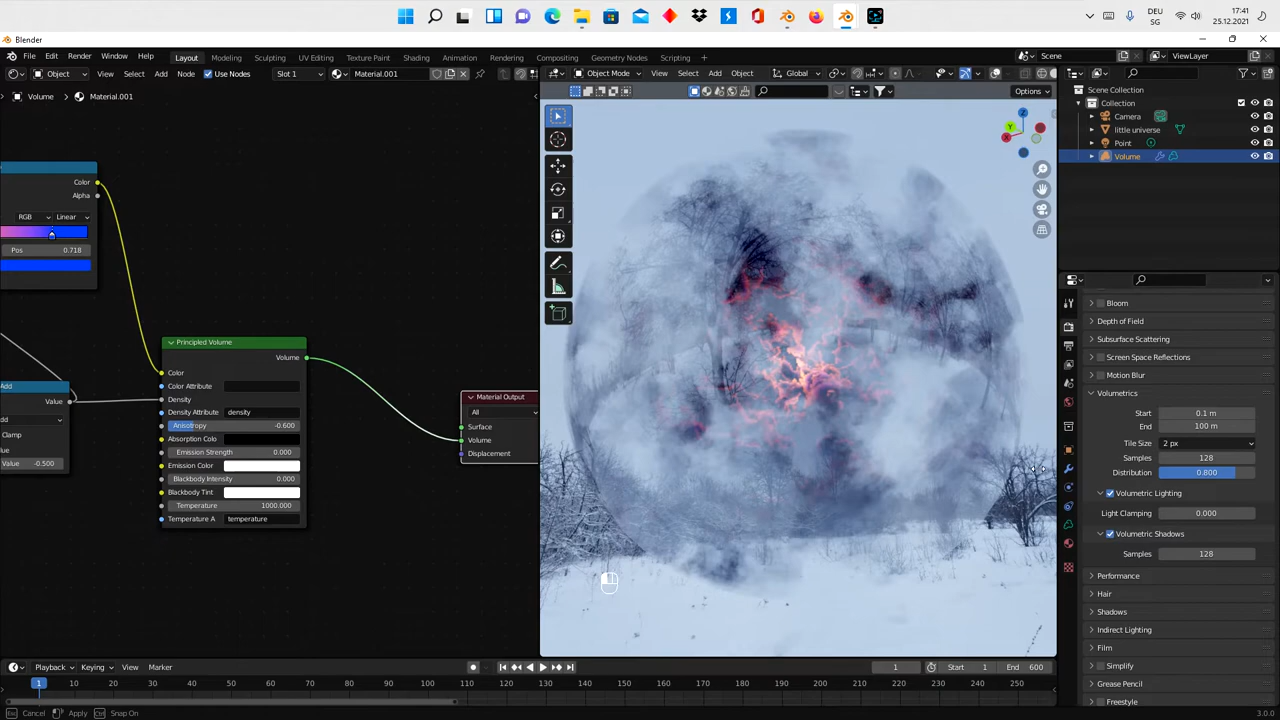 17:41
25.12.2021
DEU
SG
Blender
File Edit Render Window Help
Layout Modeling Sculpting UV Editing Texture Paint Shading Animation Rendering Compositing Geometry Nodes Scripting
Scene
ViewLayer
Object
View Select Add Node
Use Nodes
Slot 1
Material.001
Object Mode
View Select Add Object
Global
Volume
Material.001
Options
Scene Collection
Collection
Camera
little universe
Point
Volume
Color
Alpha
RGB
Linear
Pos 0.718
Add
Value
Clamp
Value -0.500
Principled Volume
Volume
Color
Color Attribute
Density
Density Attribute density
Anisotropy -0.600
Absorption Colo
Emission Strength 0.000
Emission Color
Blackbody Intensity 0.000
Blackbody Tint
Temperature 1000.000
Temperature A temperature
Material Output
All
Surface
Volume
Displacement
Z
Y
X
Bloom
Depth of Field
Subsurface Scattering
Screen Space Reflections
Motion Blur
Volumetrics
Start 0.1 m
End 100 m
Tile Size 2 px
Samples 128
Distribution 0.800
Volumetric Lighting
Light Clamping 0.000
Volumetric Shadows
Samples 128
Performance
Hair
Shadows
Indirect Lighting
Film
Simplify
Grease Pencil
Freestyle
Playback Keying View Marker
1
Start 1
End 600
1 10 20 30 40 50 60 70 80 90 100 110 120 130 140 150 160 170 180 190 200 210 220 230 240 250
Cancel Apply Ctrl Snap On
3.0.0